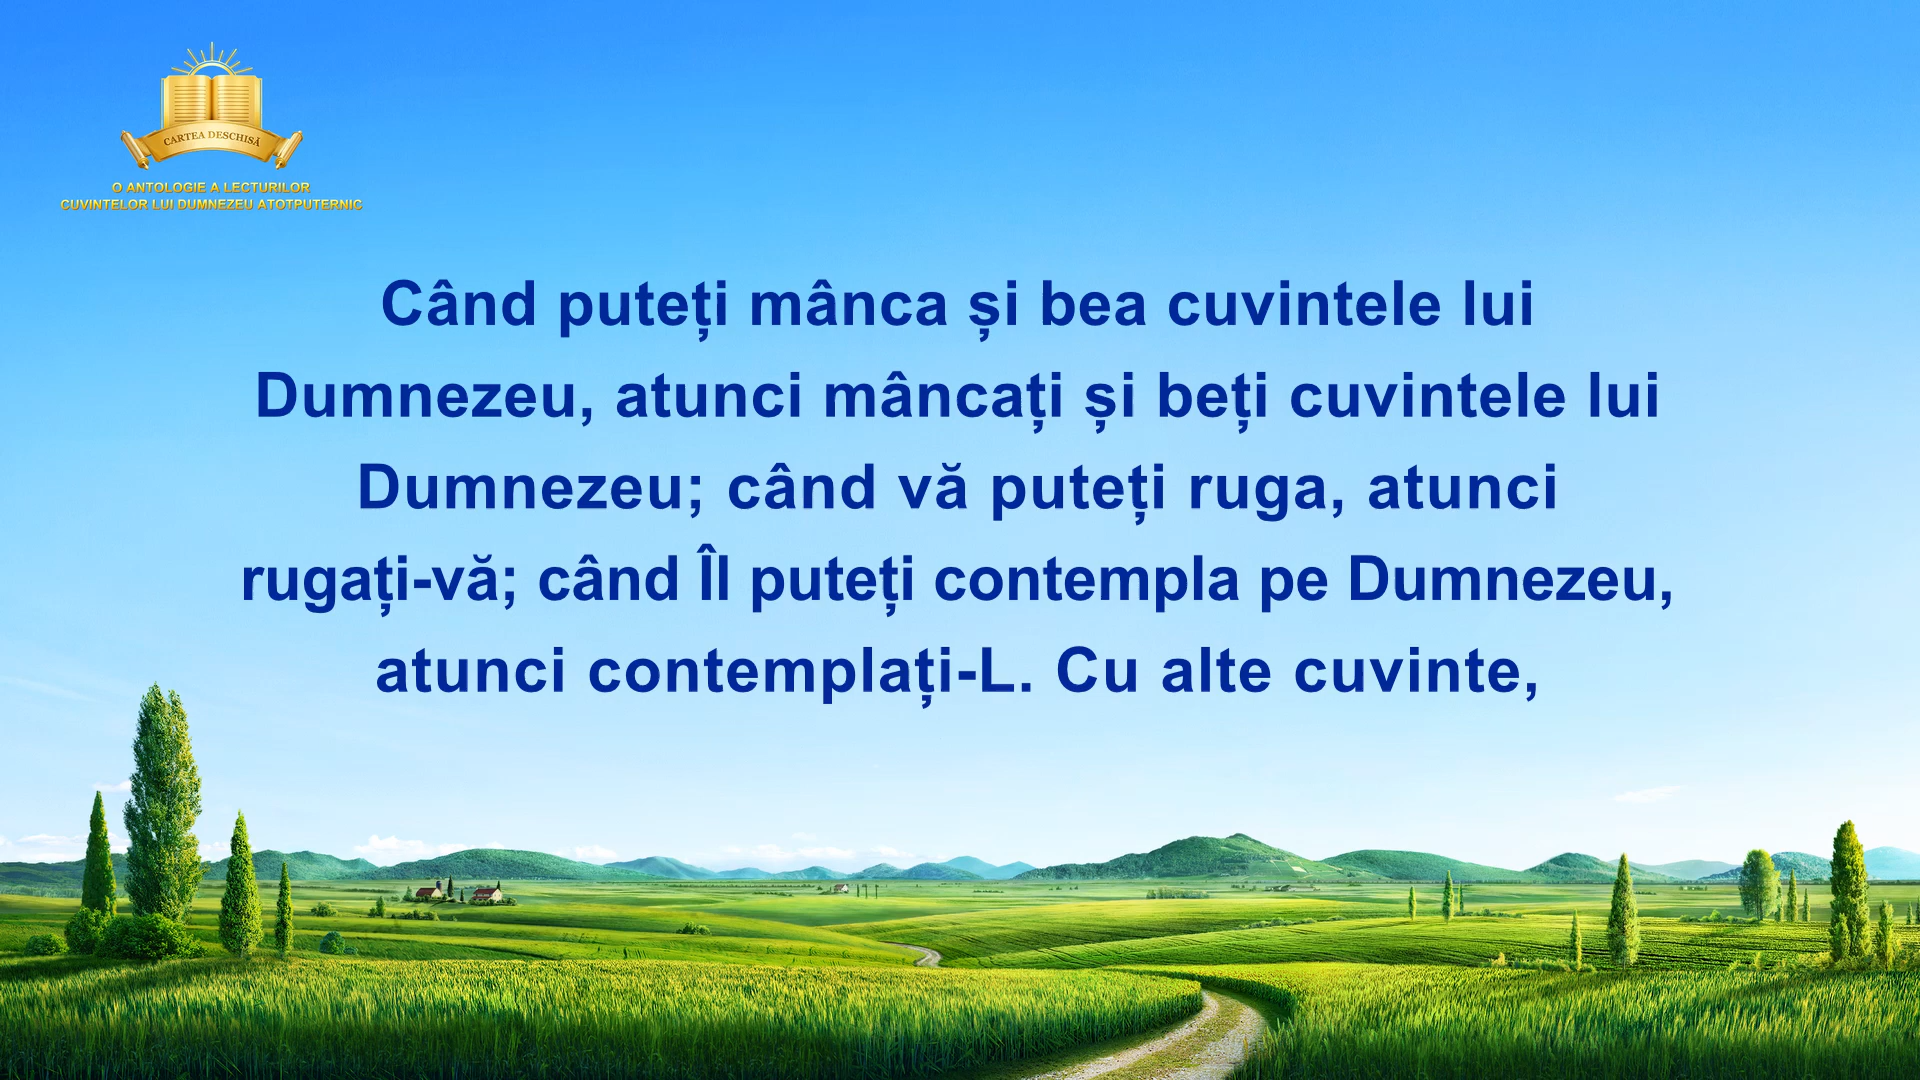 CARTEA DESCHISĂ
O ANTOLOGIE A LECTURILOR
CUVINTELOR LUI DUMNEZEU ATOTPUTERNIC
Când puteți mânca și bea cuvintele lui
Dumnezeu, atunci mâncați și beți cuvintele lui
Dumnezeu; când vă puteți ruga, atunci
rugați-vă; când Îl puteți contempla pe Dumnezeu,
atunci contemplați-L. Cu alte cuvinte,